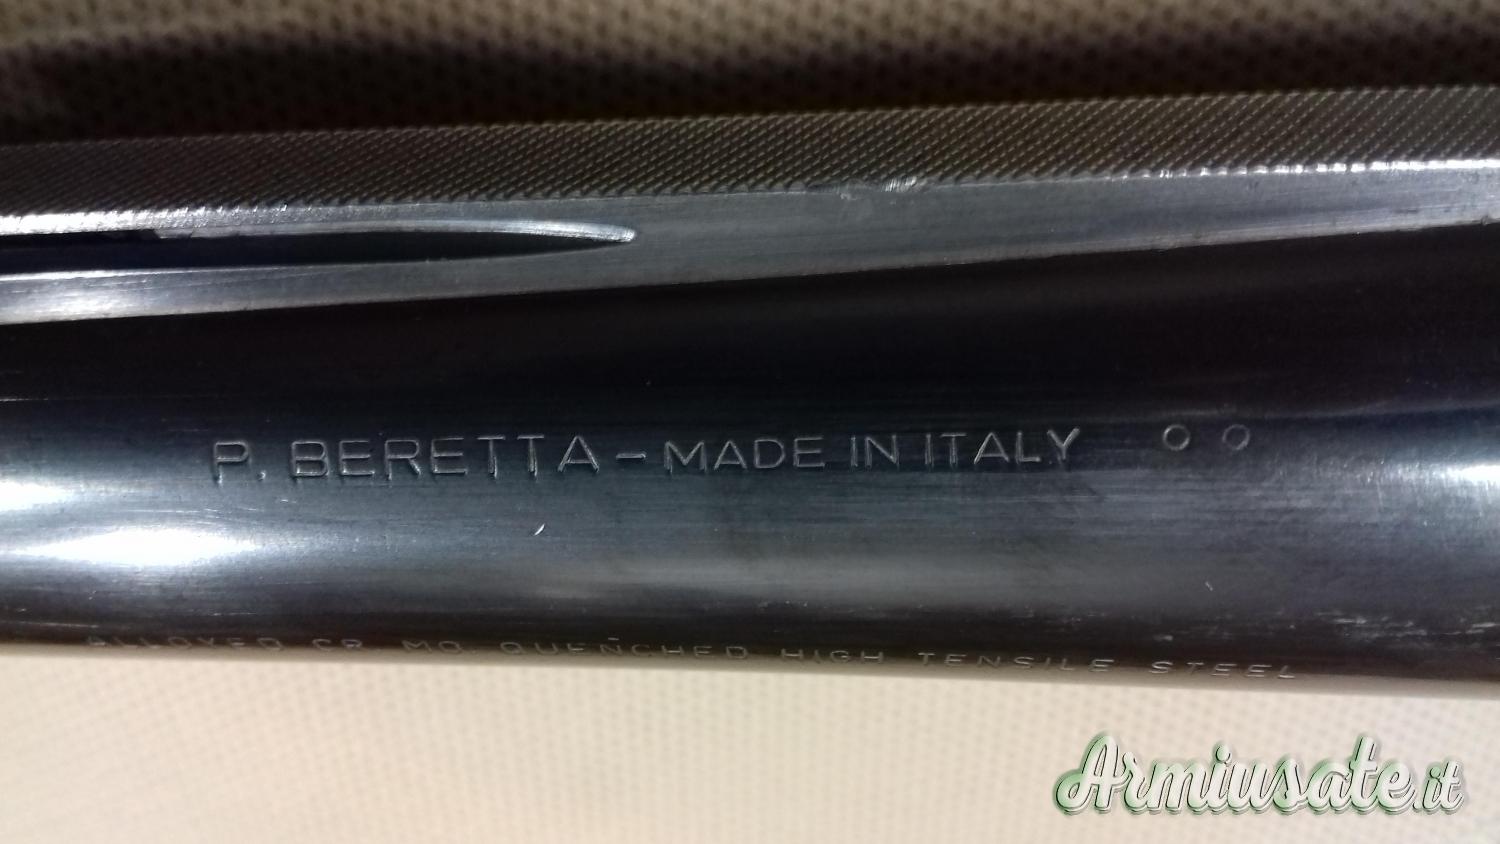 P. BERETTA – MADE IN ITALY O O
ALLOYED CR. MO. QUENCHED HIGH TENSILE STEEL
Armiusate.it